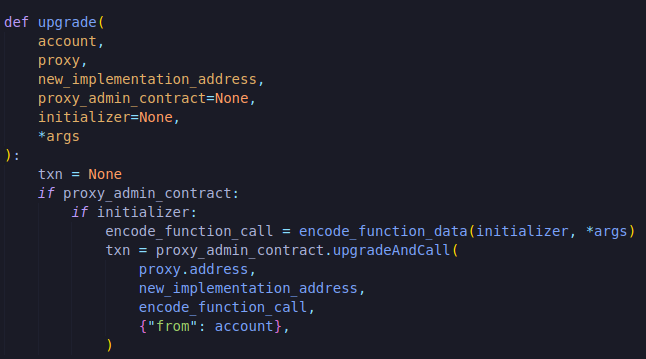 def upgrade(
    account,
    proxy,
    new_implementation_address,
    proxy_admin_contract=None,
    initializer=None,
    *args
):
    txn = None
    if proxy_admin_contract:
        if initializer:
            encode_function_call = encode_function_data(initializer, *args)
            txn = proxy_admin_contract.upgradeAndCall(
                proxy.address,
                new_implementation_address,
                encode_function_call,
                {"from": account},
            )